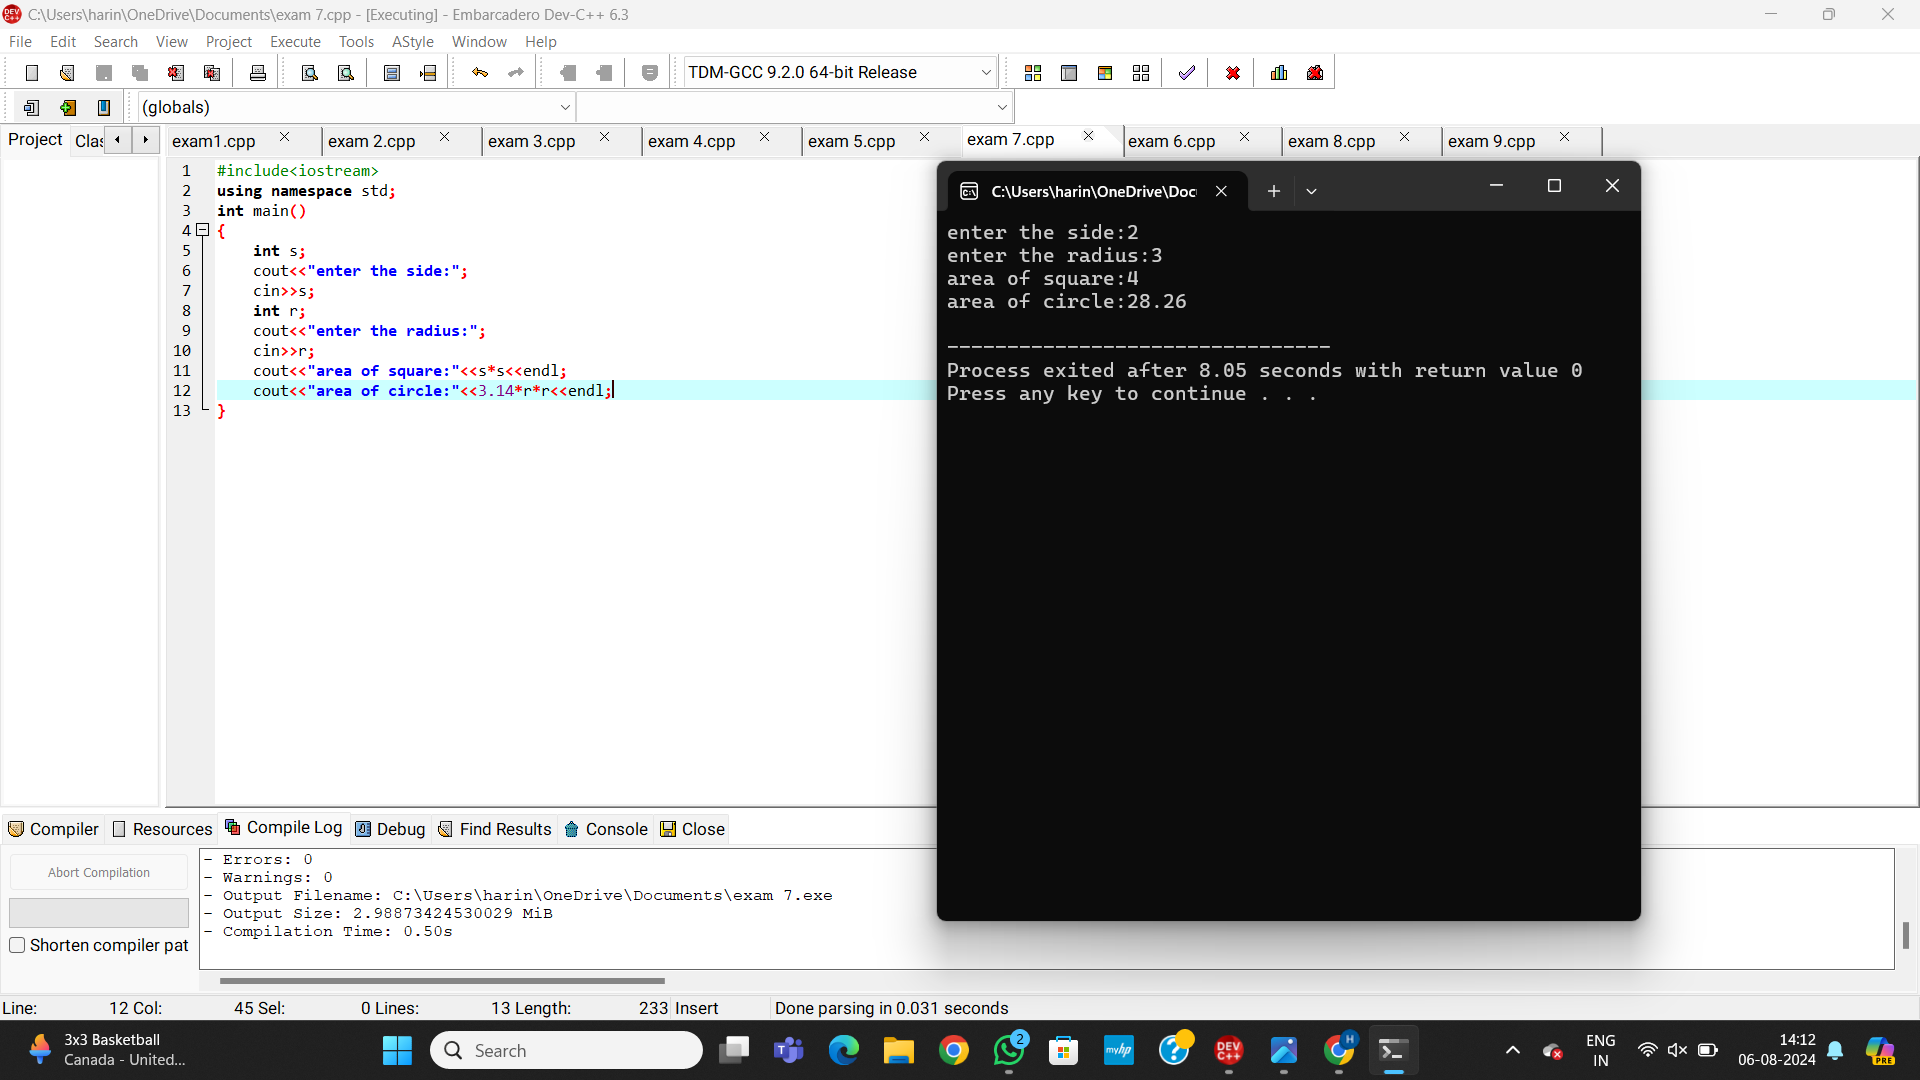 C:\Users\harin\OneDrive\Documents\exam 7.cpp - [Executing] - Embarcadero Dev-C++ 6.3
File Edit Search View Project Execute Tools AStyle Window Help
TDM-GCC 9.2.0 64-bit Release
(globals)
Project Clas exam1.cpp exam 2.cpp exam 3.cpp exam 4.cpp exam 5.cpp exam 7.cpp exam 6.cpp exam 8.cpp exam 9.cpp
1 #include<iostream>
2 using namespace std;
3 int main()
4 {
5 int s;
6 cout<<"enter the side:";
7 cin>>s;
8 int r;
9 cout<<"enter the radius:";
10 cin>>r;
11 cout<<"area of square:"<<s*s<<endl;
12 cout<<"area of circle:"<<3.14*r*r<<endl;
13 }
C:\Users\harin\OneDrive\Doc
enter the side:2
enter the radius:3
area of square:4
area of circle:28.26
--------------------------------
Process exited after 8.05 seconds with return value 0
Press any key to continue . . .
Compiler Resources Compile Log Debug Find Results Console Close
Abort Compilation
Shorten compiler pat
- Errors: 0
- Warnings: 0
- Output Filename: C:\Users\harin\OneDrive\Documents\exam 7.exe
- Output Size: 2.98873424530029 MiB
- Compilation Time: 0.50s
Line: 12 Col: 45 Sel: 0 Lines: 13 Length: 233 Insert Done parsing in 0.031 seconds
3x3 Basketball
Canada - United...
Search
2
myhp
DEV C++
H
ENG
IN
14:12
06-08-2024
PRE